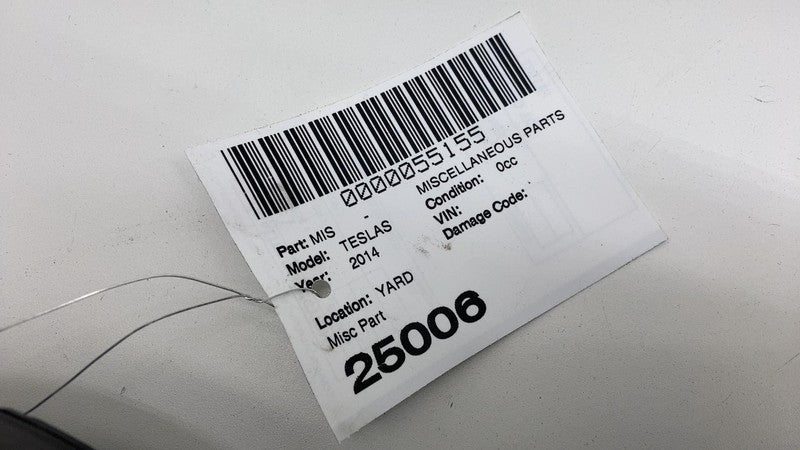 0000055155
Part: MIS - MISCELLANEOUS PARTS
Model: TESLAS Condition: 0cc
Year: 2014 VIN:
Damage Code:
Location: YARD
Misc Part
25006